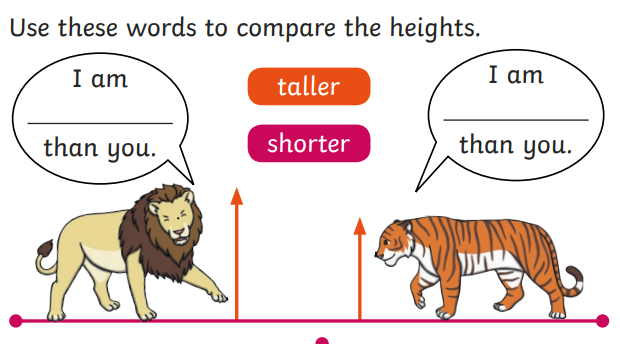 Use these words to compare the heights.
I am
than you.
taller
shorter
I am
than you.